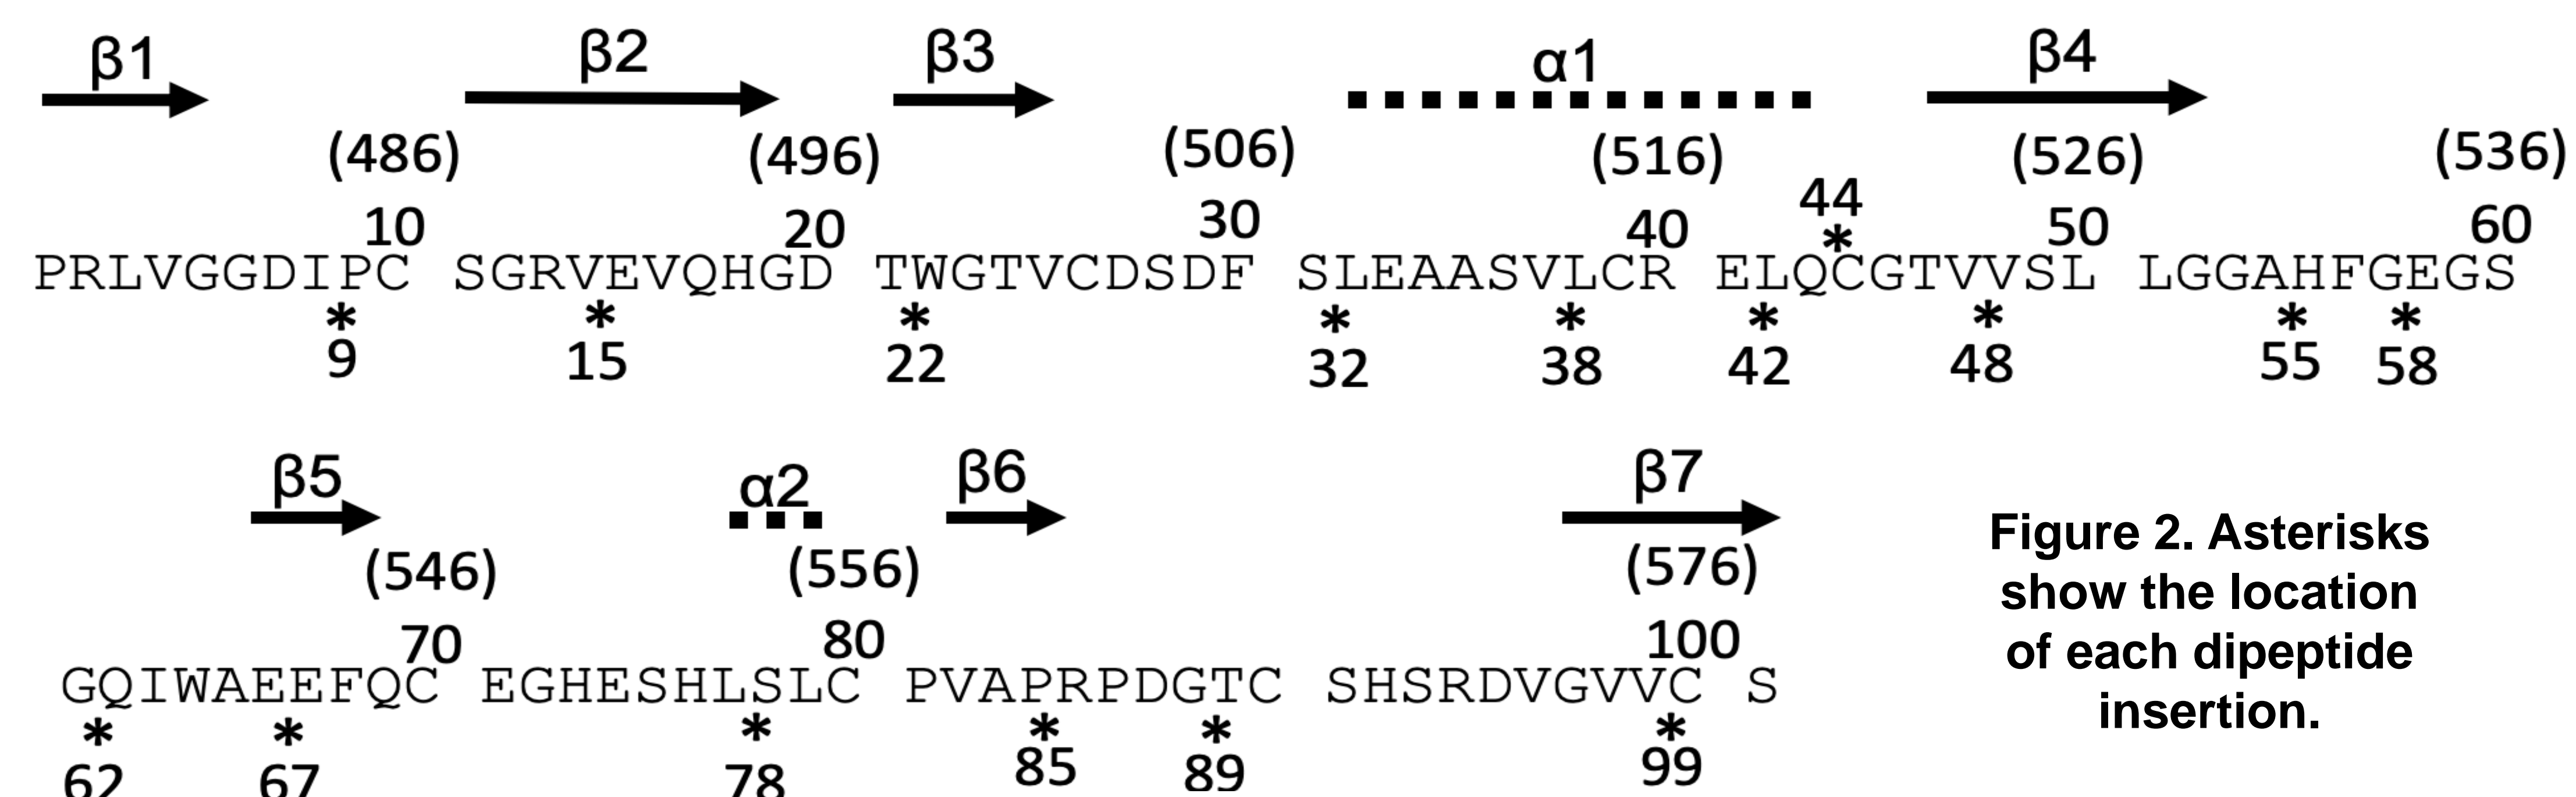 β1 β2 β3 α1 β4
(486) (496) (506) (516) (526) (536)
10 20 30 40 44 50 60
*
PRLVGGDIPC SGRVEVQHGD TWGTVCDSDF SLEAASVLCR ELQCGTVVSL LGGAHFGEGS
* * * * * * * * *
9 15 22 32 38 42 48 55 58
β5 α2 β6 β7
(546) (556) (576)
70 80 100
GQIWAEEFQC EGHESHLSLC PVAPRPDGTC SHSRDVGVVC S
* * * * * *
62 67 78 85 89 99
Figure 2. Asterisks
show the location
of each dipeptide
insertion.